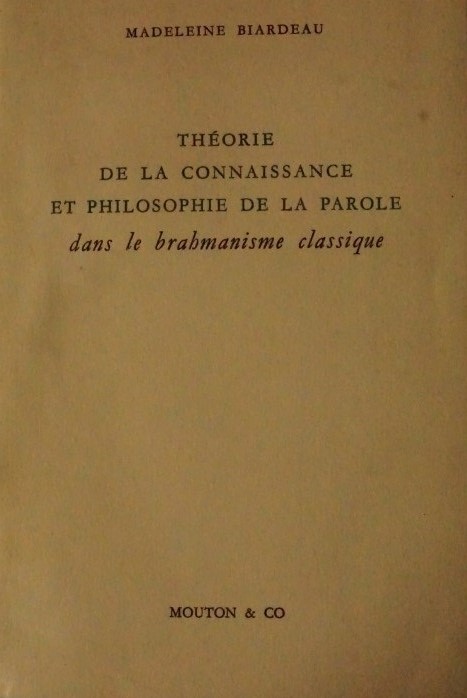 MADELEINE BIARDEAU
THÉORIE
DE LA CONNAISSANCE
ET PHILOSOPHIE DE LA PAROLE
dans le brahmanisme classique
MOUTON & CO